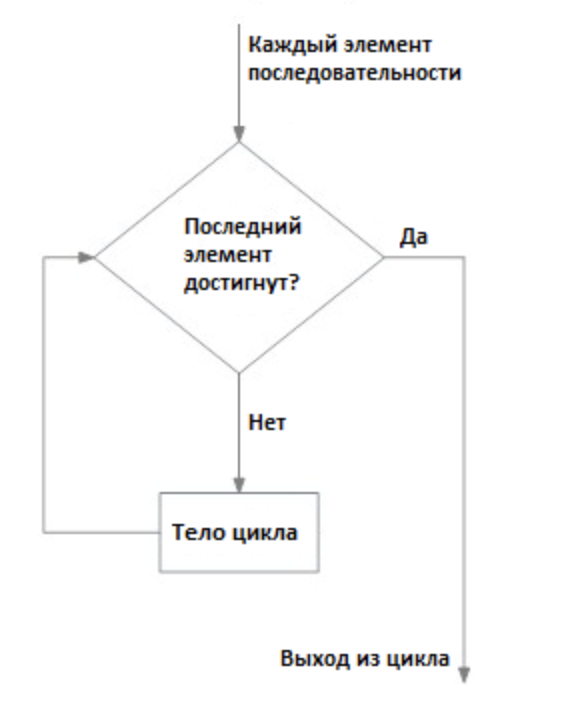 Каждый элемент
последовательности
Последний
элемент
достигнут?
Да
Нет
Тело цикла
Выход из цикла